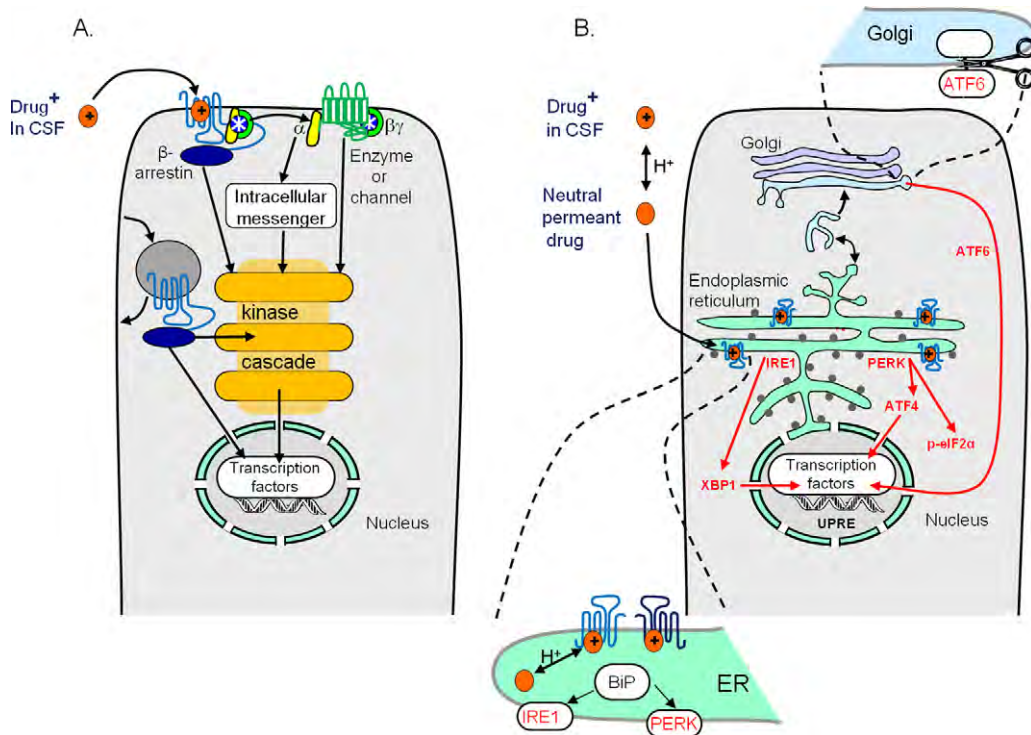 A.
Drug+
In CSF
+
+
β-
arrestin
α
βγ
Enzyme
or
channel
Intracellular
messenger
kinase
cascade
Transcription
factors
Nucleus
B.
Golgi
ATF6
Drug+
in CSF
+
H+
Neutral
permeant
drug
Golgi
ATF6
Endoplasmic
reticulum
+
+
+
+
IRE1
PERK
ATF4
p-eIF2α
XBP1
Transcription
factors
UPRE
Nucleus
+
+
H+
BiP
ER
IRE1
PERK